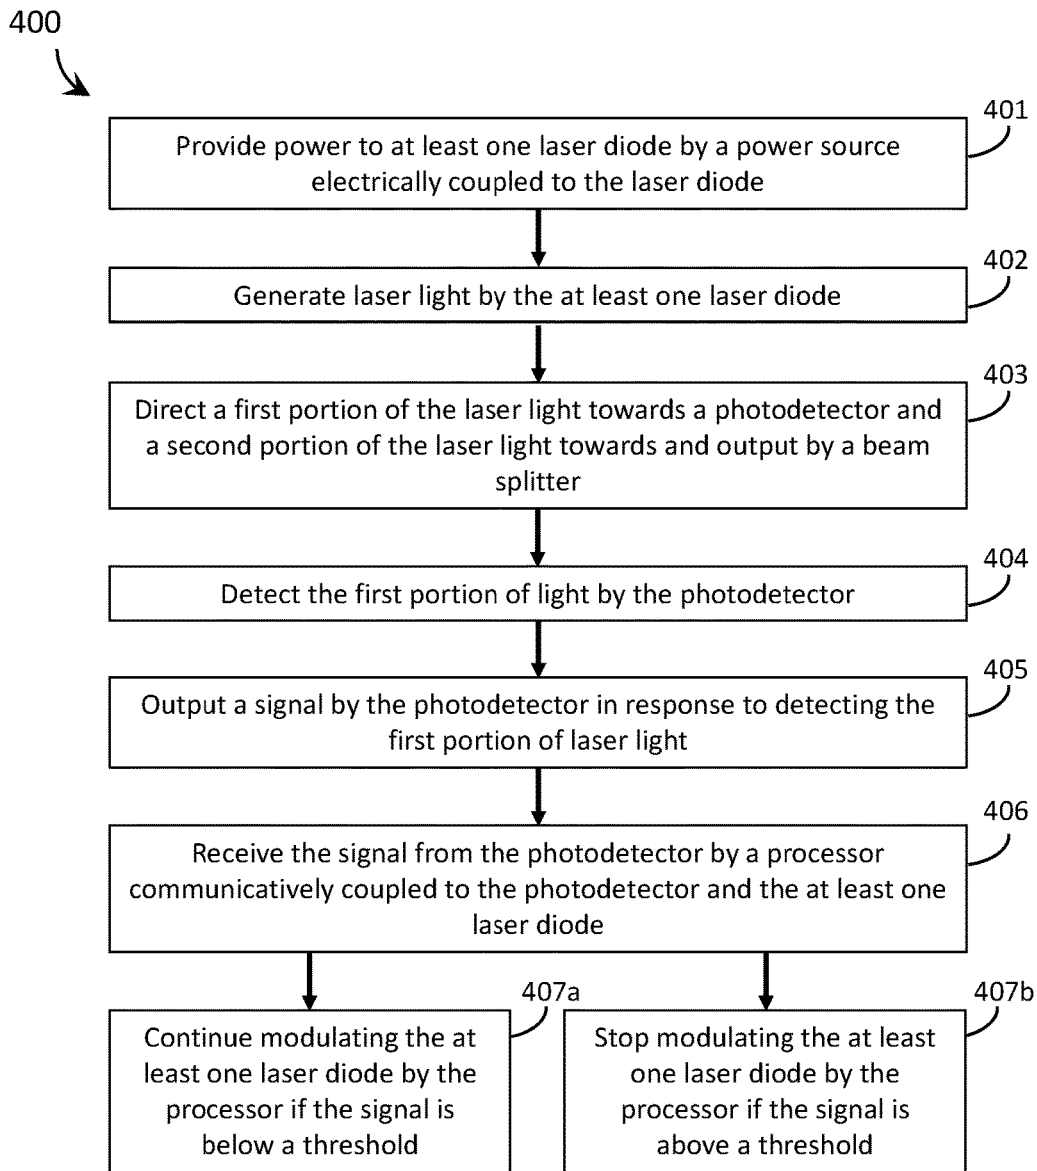 400
401
Provide power to at least one laser diode by a power source
electrically coupled to the laser diode
402
Generate laser light by the at least one laser diode
403
Direct a first portion of the laser light towards a photodetector and
a second portion of the laser light towards and output by a beam
splitter
404
Detect the first portion of light by the photodetector
405
Output a signal by the photodetector in response to detecting the
first portion of laser light
406
Receive the signal from the photodetector by a processor
communicatively coupled to the photodetector and the at least one
laser diode
407a
Continue modulating the at
least one laser diode by the
processor if the signal is
below a threshold
407b
Stop modulating the at least
one laser diode by the
processor if the signal is
above a threshold